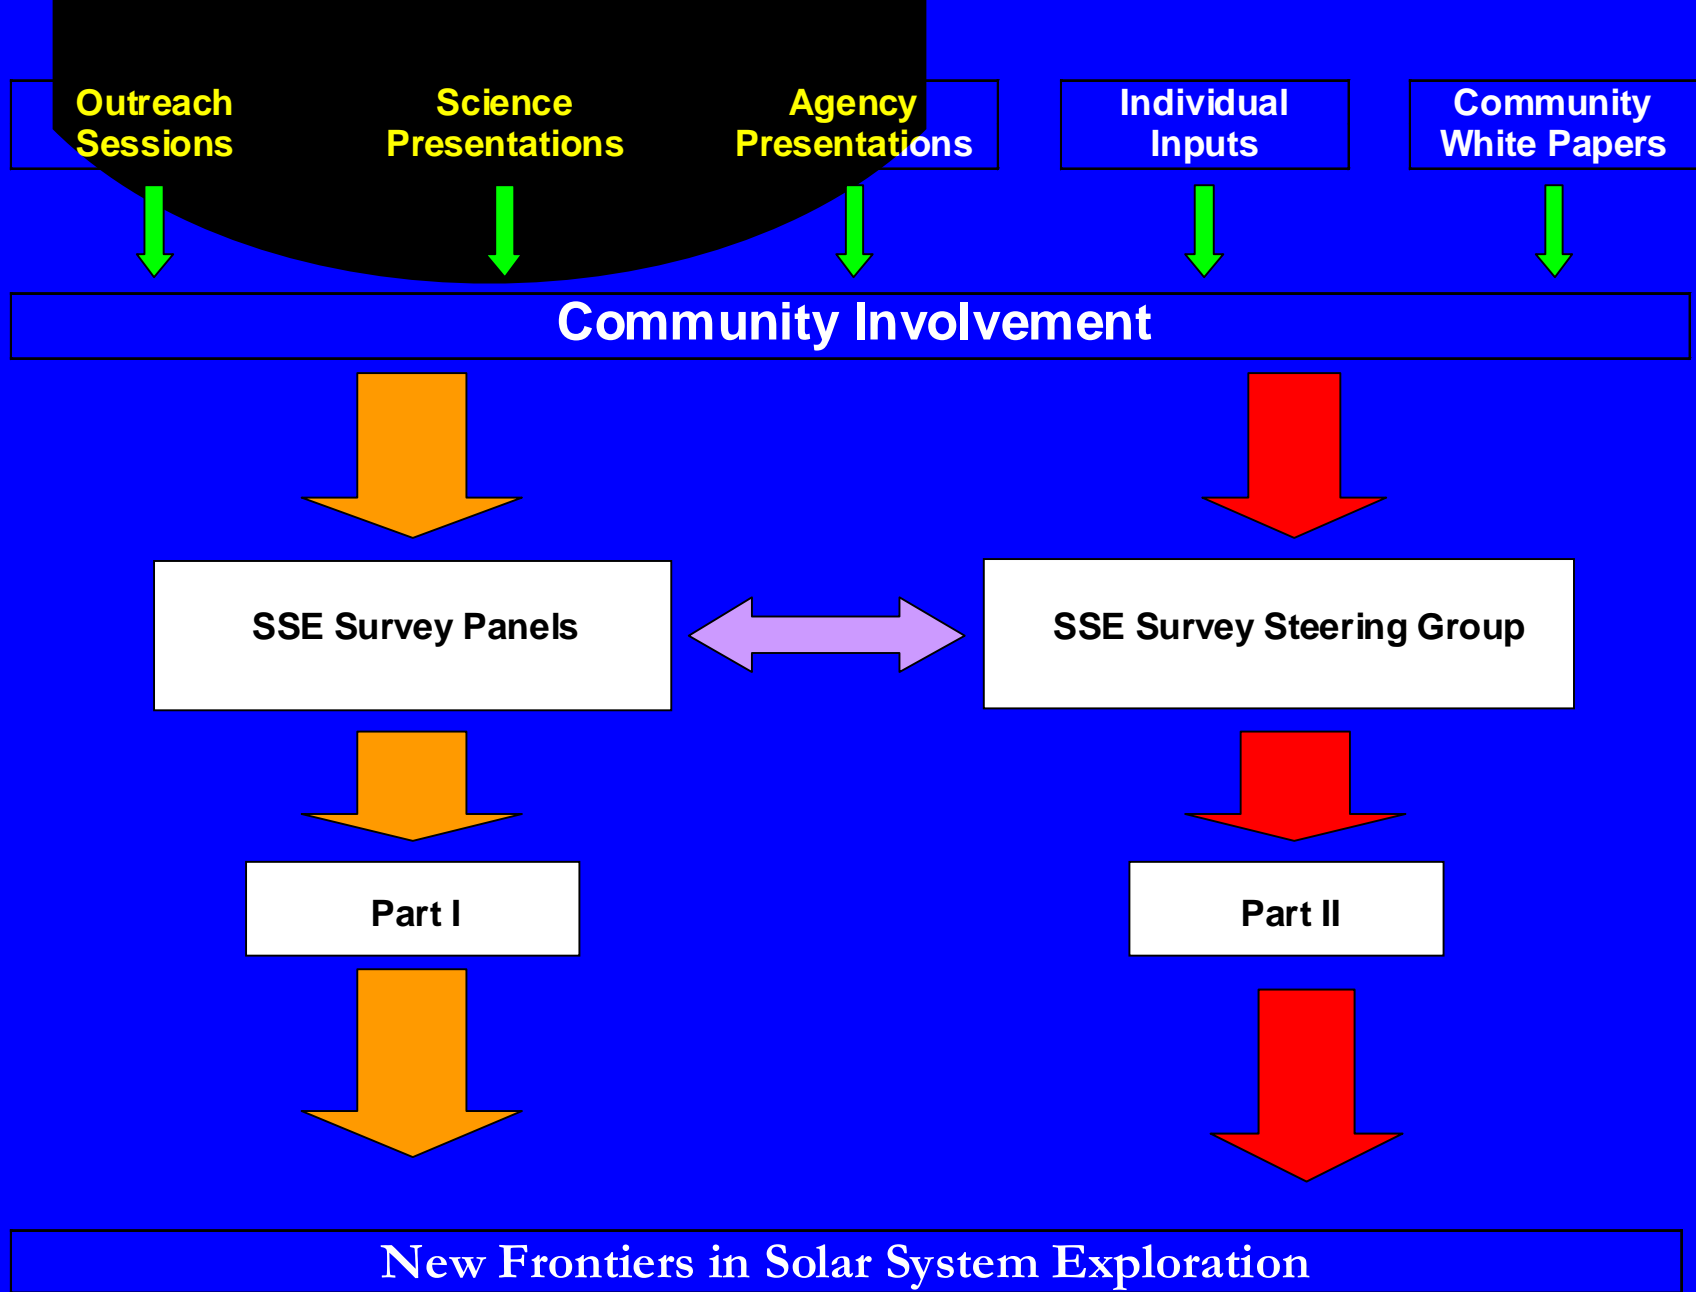 Outreach
Sessions
Science
Presentations
Agency
Presentations
Individual
Inputs
Community
White Papers
Community Involvement
SSE Survey Panels
SSE Survey Steering Group
Part I
Part II
New Frontiers in Solar System Exploration